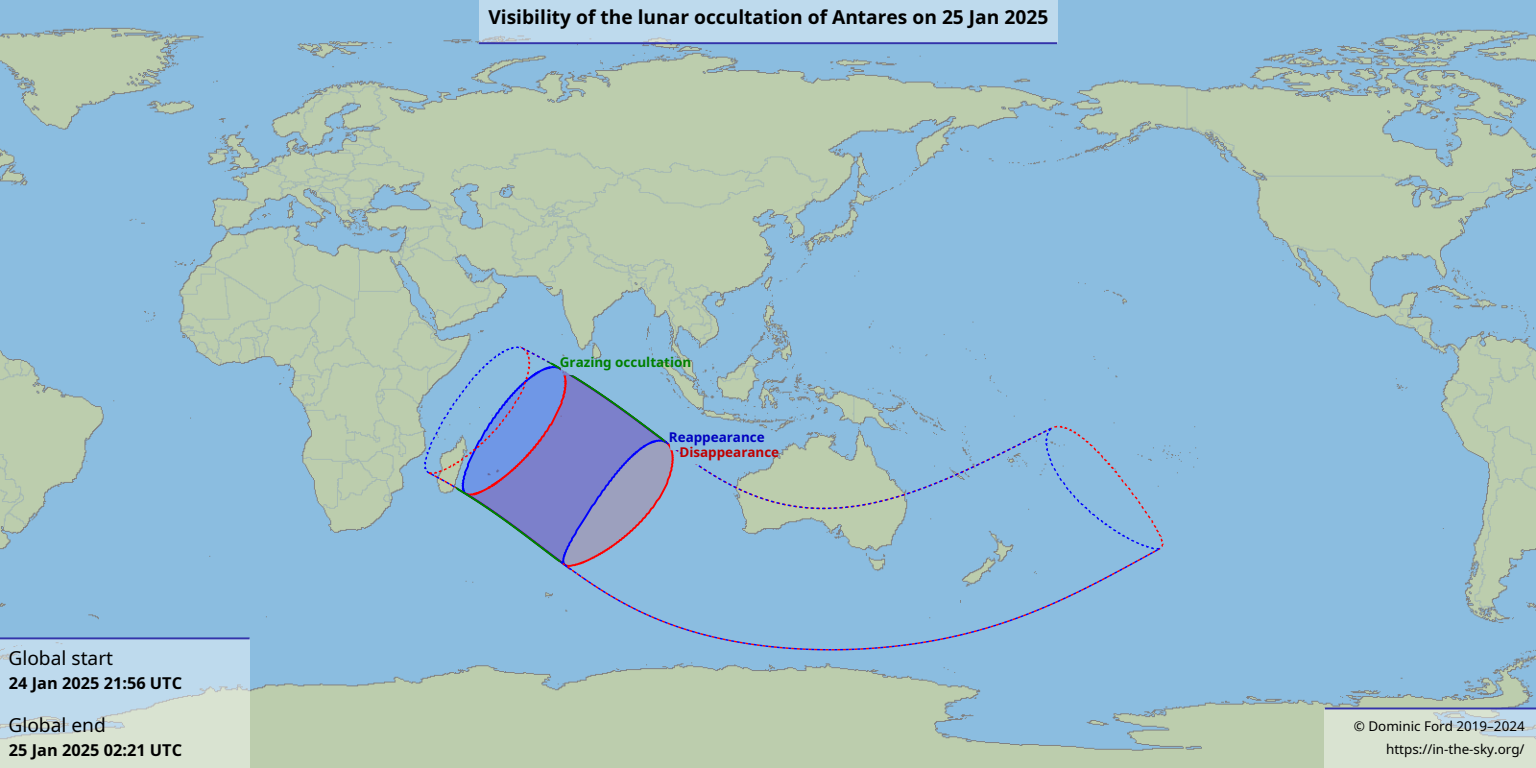 Visibility of the lunar occultation of Antares on 25 Jan 2025
Grazing occultation
Reappearance
Disappearance
Global start
24 Jan 2025 21:56 UTC
Global end
25 Jan 2025 02:21 UTC
© Dominic Ford 2019–2024
https://in-the-sky.org/